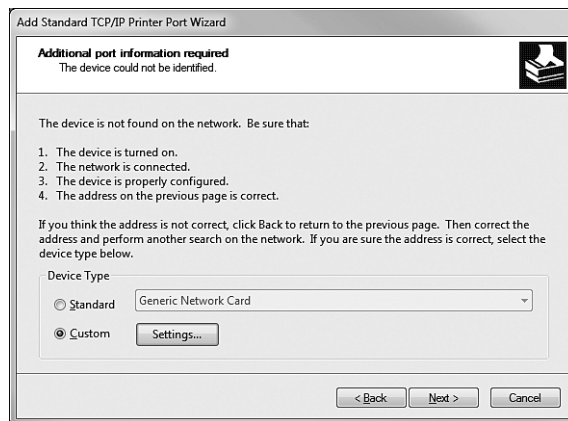 Add Standard TCP/IP Printer Port Wizard
Additional port information required
The device could not be identified.
The device is not found on the network. Be sure that:
1. The device is turned on.
2. The network is connected.
3. The device is properly configured.
4. The address on the previous page is correct.
If you think the address is not correct, click Back to return to the previous page. Then correct the
address and perform another search on the network. If you are sure the address is correct, select the
device type below.
Device Type
Standard
Generic Network Card
Custom
Settings...
< Back
Next >
Cancel